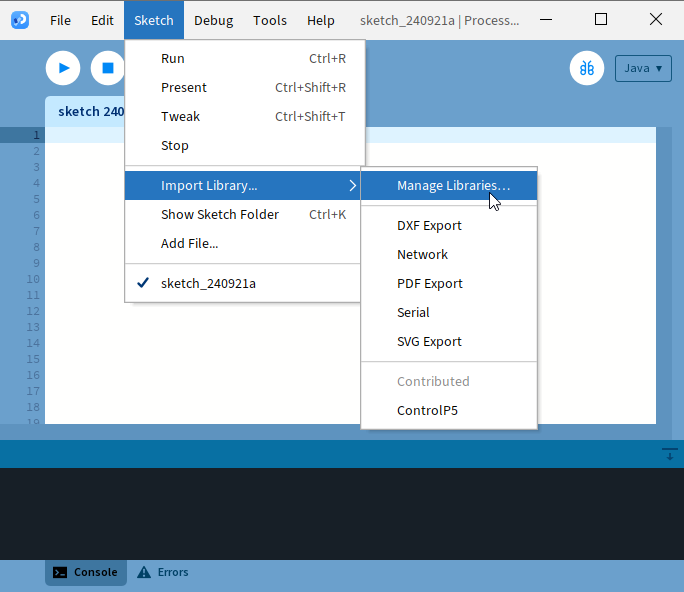 File Edit Sketch Debug Tools Help sketch_240921a | Process...
Run Ctrl+R
Present Ctrl+Shift+R
Tweak Ctrl+Shift+T
Stop
Import Library...
Show Sketch Folder Ctrl+K
Add File...
sketch_240921a
Manage Libraries…
DXF Export
Network
PDF Export
Serial
SVG Export
Contributed
ControlP5
Java ▾
sketch 240
1
2
3
4
5
6
7
8
9
10
11
12
13
14
15
16
17
18
19
Console Errors